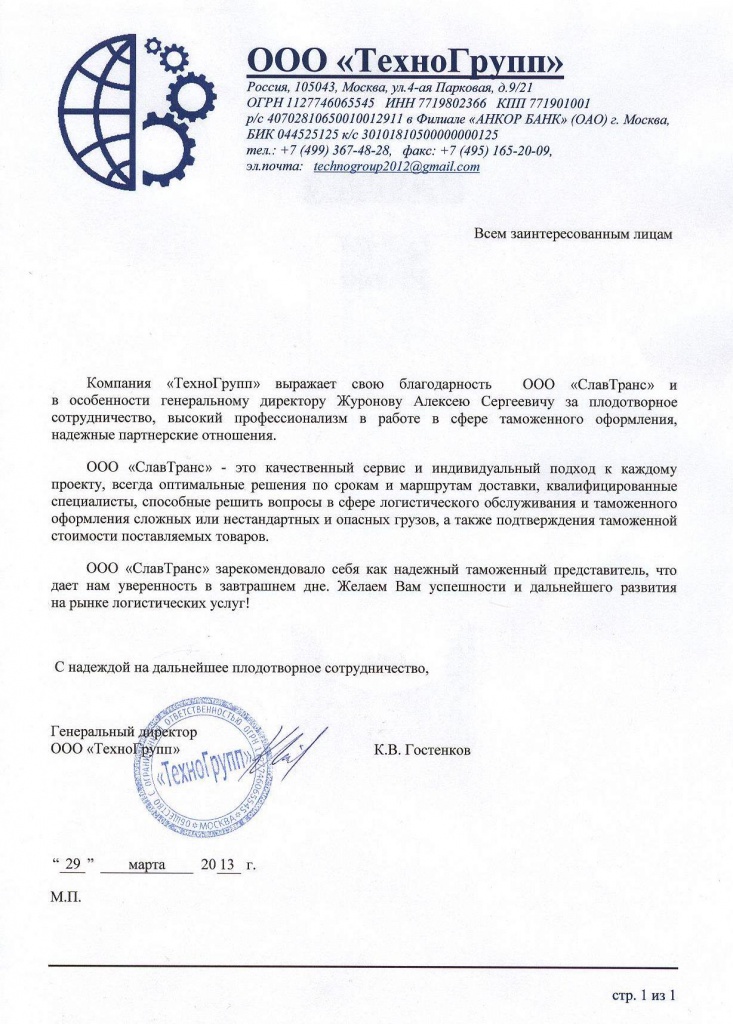 ООО «ТехноГрупп»
Россия, 105043, Москва, ул.4-ая Парковая, д.9/21
ОГРН 1127746065545 ИНН 7719802366 КПП 771901001
р/с 40702810650010012911 в Филиале «АНКОР БАНК» (ОАО) г. Москва,
БИК 044525125 к/с 30101810500000000125
тел.: +7 (499) 367-48-28, факс: +7 (495) 165-20-09,
эл.почта: technogroup2012@gmail.com
Всем заинтересованным лицам
Компания «ТехноГрупп» выражает свою благодарность ООО «СлавТранс» и
в особенности генеральному директору Журонову Алексею Сергеевичу за плодотворное
сотрудничество, высокий профессионализм в работе в сфере таможенного оформления,
надежные партнерские отношения.
ООО «СлавТранс» - это качественный сервис и индивидуальный подход к каждому
проекту, всегда оптимальные решения по срокам и маршрутам доставки, квалифицированные
специалисты, способные решить вопросы в сфере логистического обслуживания и таможенного
оформления сложных или нестандартных и опасных грузов, а также подтверждения таможенной
стоимости поставляемых товаров.
ООО «СлавТранс» зарекомендовало себя как надежный таможенный представитель, что
дает нам уверенность в завтрашнем дне. Желаем Вам успешности и дальнейшего развития
на рынке логистических услуг!
С надеждой на дальнейшее плодотворное сотрудничество,
Генеральный директор
ООО «ТехноГрупп» К.В. Гостенков
ОБЩЕСТВО С ОГРАНИЧЕННОЙ ОТВЕТСТВЕННОСТЬЮ ОГРН 1127746065545
«ТехноГрупп»
МОСКВА
“ 29 ” марта 20 13 г.
М.П.
стр. 1 из 1